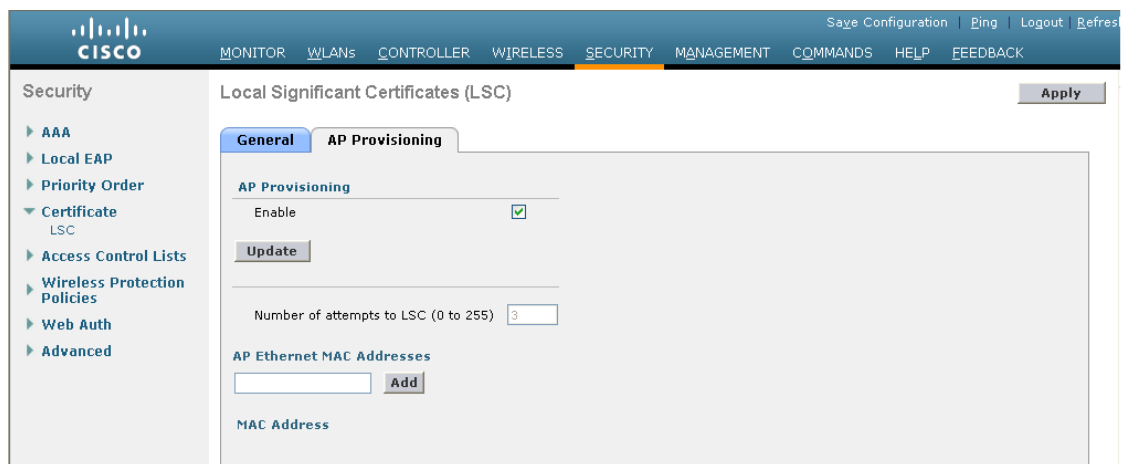 Save Configuration | Ping | Logout | Refres
CISCO
MONITOR WLANs CONTROLLER WIRELESS SECURITY MANAGEMENT COMMANDS HELP FEEDBACK
Security
AAA
Local EAP
Priority Order
Certificate
LSC
Access Control Lists
Wireless Protection
Policies
Web Auth
Advanced
Local Significant Certificates (LSC)
Apply
General AP Provisioning
AP Provisioning
Enable
Update
Number of attempts to LSC (0 to 255) 3
AP Ethernet MAC Addresses
Add
MAC Address